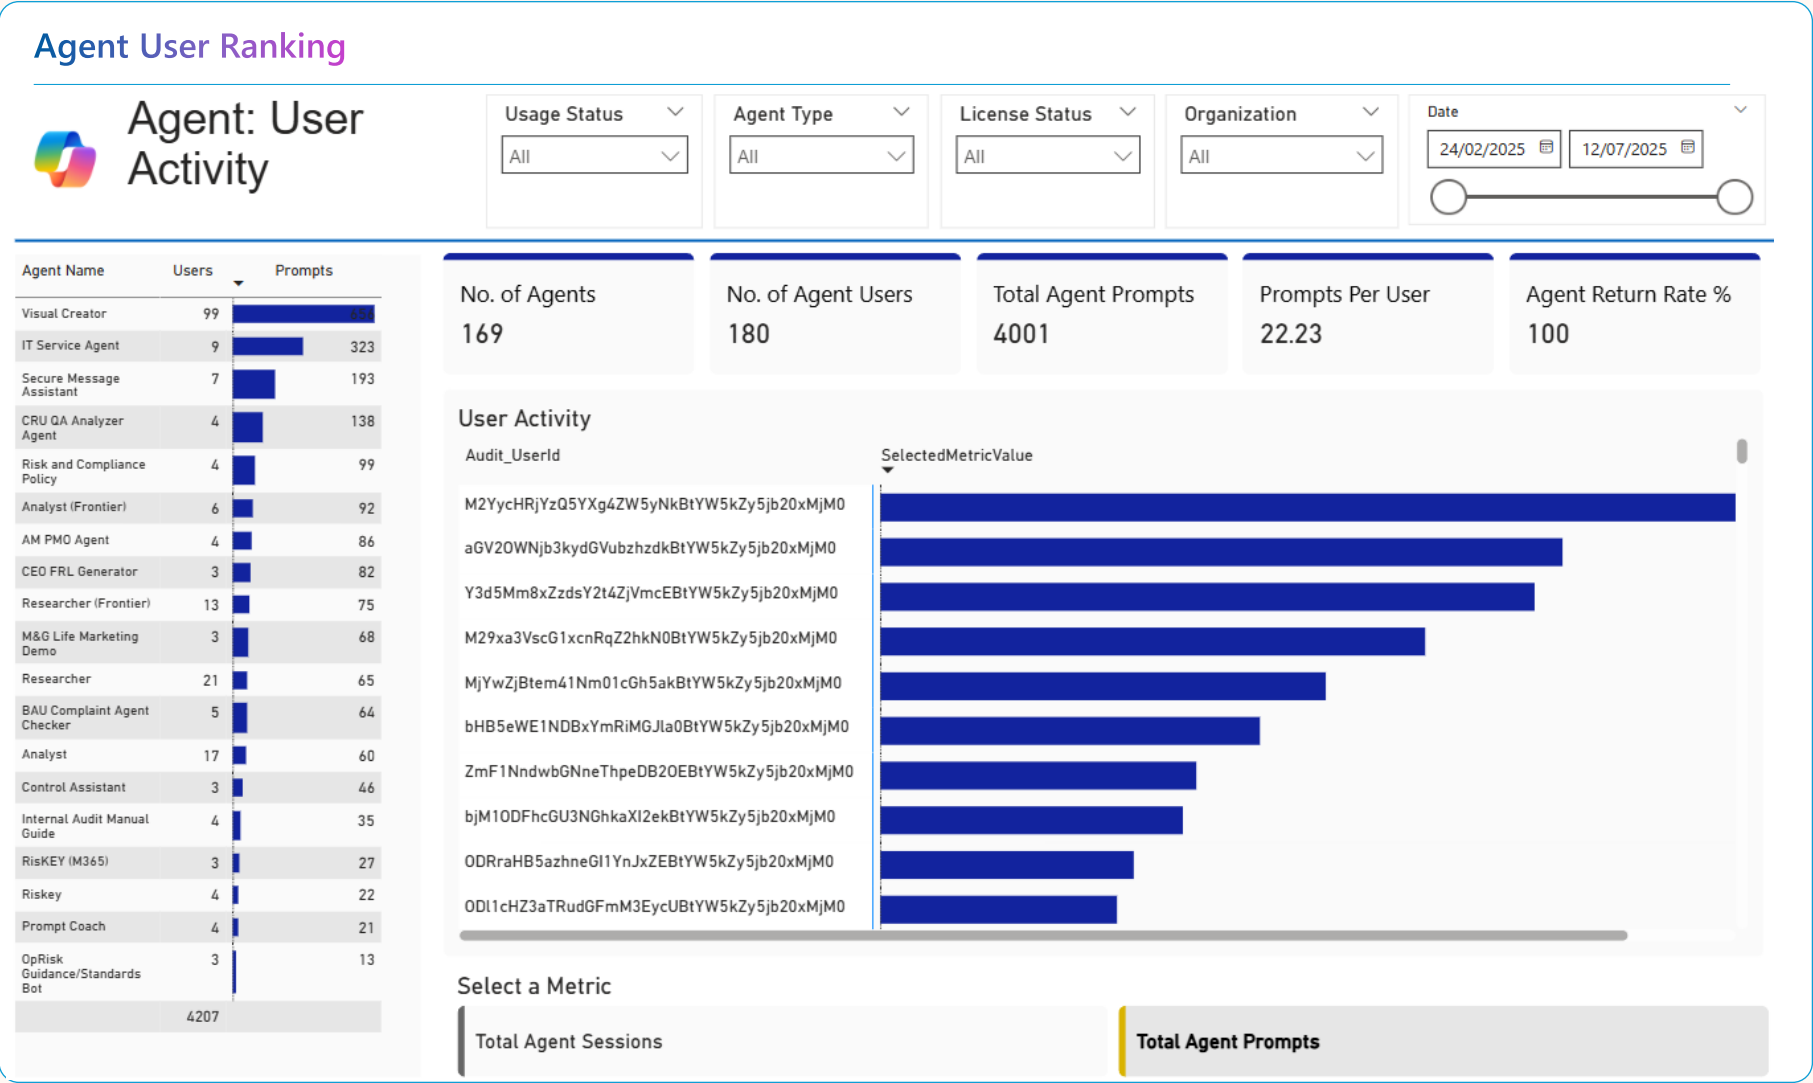 Agent User Ranking
Agent: User
Activity
Usage Status
All
Agent Type
All
License Status
All
Organization
All
Date
24/02/2025
12/07/2025
Agent Name Users Prompts
Visual Creator 99
IT Service Agent 9 323
Secure Message
Assistant 7 193
CRU QA Analyzer
Agent 4 138
Risk and Compliance
Policy 4 99
Analyst (Frontier) 6 92
AM PMO Agent 4 86
CEO FRL Generator 3 82
Researcher (Frontier) 13 75
M&G Life Marketing
Demo 3 68
Researcher 21 65
BAU Complaint Agent
Checker 5 64
Analyst 17 60
Control Assistant 3 46
Internal Audit Manual
Guide 4 35
RisKEY (M365) 3 27
Riskey 4 22
Prompt Coach 4 21
OpRisk
Guidance/Standards
Bot 3 13
4207
No. of Agents
169
No. of Agent Users
180
Total Agent Prompts
4001
Prompts Per User
22.23
Agent Return Rate %
100
User Activity
Audit_UserId SelectedMetricValue
M2YycHRjYzQ5YXg4ZW5yNkBtYW5kZy5jb20xMjM0
aGV2OWNjb3kydGVubzhzdkBtYW5kZy5jb20xMjM0
Y3d5Mm8xZzdsY2t4ZjVmcEBtYW5kZy5jb20xMjM0
M29xa3VscG1xcnRqZ2hkN0BtYW5kZy5jb20xMjM0
MjYwZjBtem41Nm01cGh5akBtYW5kZy5jb20xMjM0
bHB5eWE1NDBxYmRiMGJla0BtYW5kZy5jb20xMjM0
ZmF1NndwbGNneThpeDB2OEBtYW5kZy5jb20xMjM0
bjM1ODFhcGU3NGhkaXI2ekBtYW5kZy5jb20xMjM0
ODRraHB5azhneGI1YnJxZEBtYW5kZy5jb20xMjM0
ODl1cHZ3aTRudGFmM3EycUBtYW5kZy5jb20xMjM0
Select a Metric
Total Agent Sessions
Total Agent Prompts